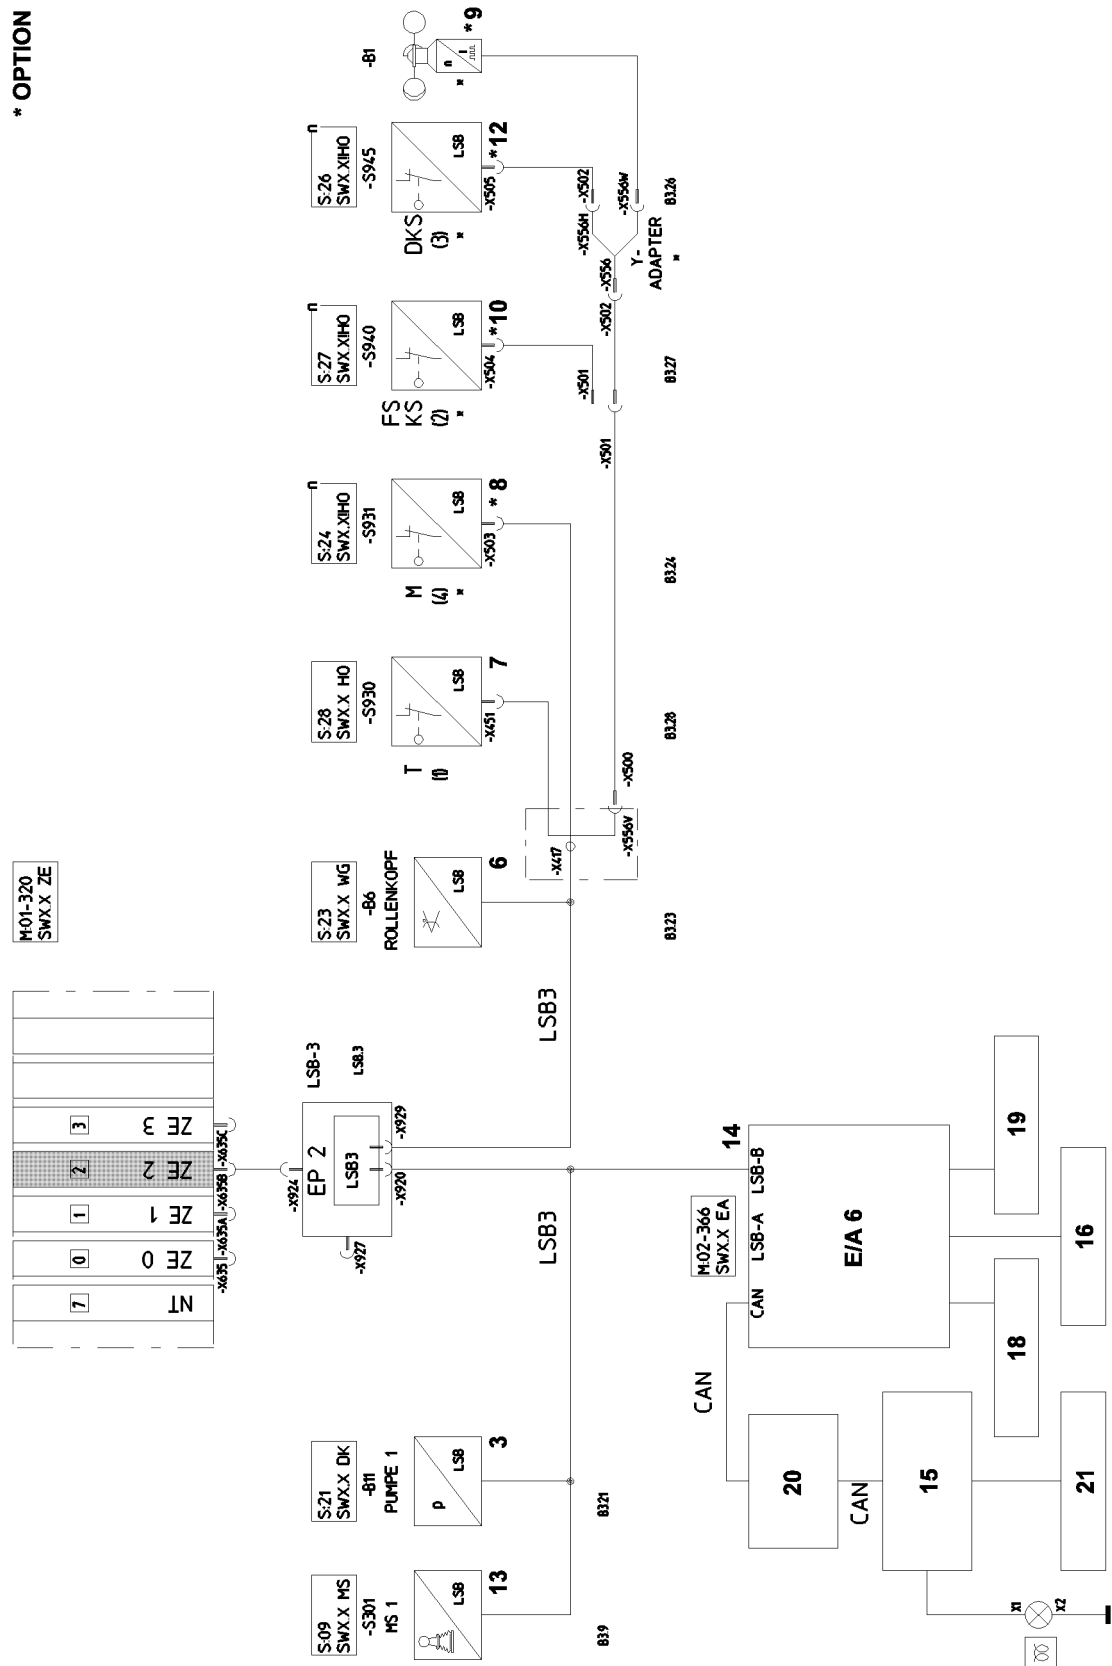 * OPTION
M:01-320
SWX.X ZE
7
NT
0
ZE 0
-X635
1
ZE 1
-X635A
2
ZE 2
-X635B
3
ZE 3
-X635C
S:09
SWX.X MS
-S301
MS 1
LSB
13
B3.9
S:21
SWX.X DK
-B11
PUMPE 1
p
LSB
3
B3.21
-X924
EP 2
LSB3
-X927
-X920
-X929
LSB-3
LSB.3
LSB3
LSB3
S:23
SWX.X WG
-B6
ROLLENKOPF
LSB
6
B3.23
-X417
-X556V
-X500
S:28
SWX.X HO
-S930
T
(1)
LSB
-X451
7
B3.28
n
S:24
SWX.X!HO
-S931
M
(4)
*
LSB
-X503
* 8
B3.24
n
S:27
SWX.X!HO
-S940
FS
KS
(2)
*
LSB
-X504
*10
-X501
-X501
B3.27
n
S:26
SWX.X!HO
-S945
DKS
(3)
*
LSB
-X505
*12
-X502
-X556H
-X556
-X502
-X556W
Y-
ADAPTER
*
B3.26
-B1
n
I
*
*9
M:02-366
SWX.X EA
14
CAN
LSB-A
LSB-B
E/A 6
CAN
20
CAN
15
18
16
19
21
X1
X2